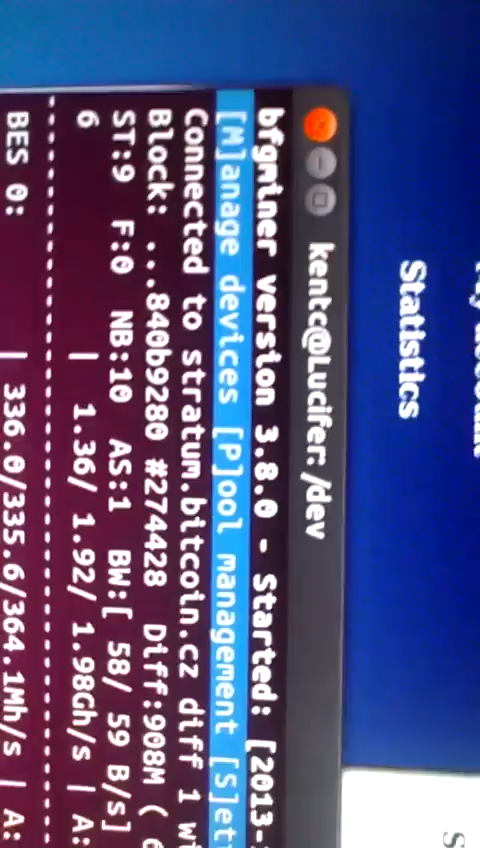 Statistics
kentc@Lucifer: /dev
bfgminer version 3.8.0 - Started: [2013-
[M]anage devices [P]ool management [S]ett
Connected to stratum.bitcoin.cz diff 1 wi
Block: ...840b9280 #274428 Diff:908M ( 6
ST:9 F:0 NB:10 AS:1 BW:[ 58/ 59 B/s]
6 | 1.36/ 1.92/ 1.98Gh/s | A:
--------------------------------
BES 0: | 336.0/335.6/364.1Mh/s | A:
S